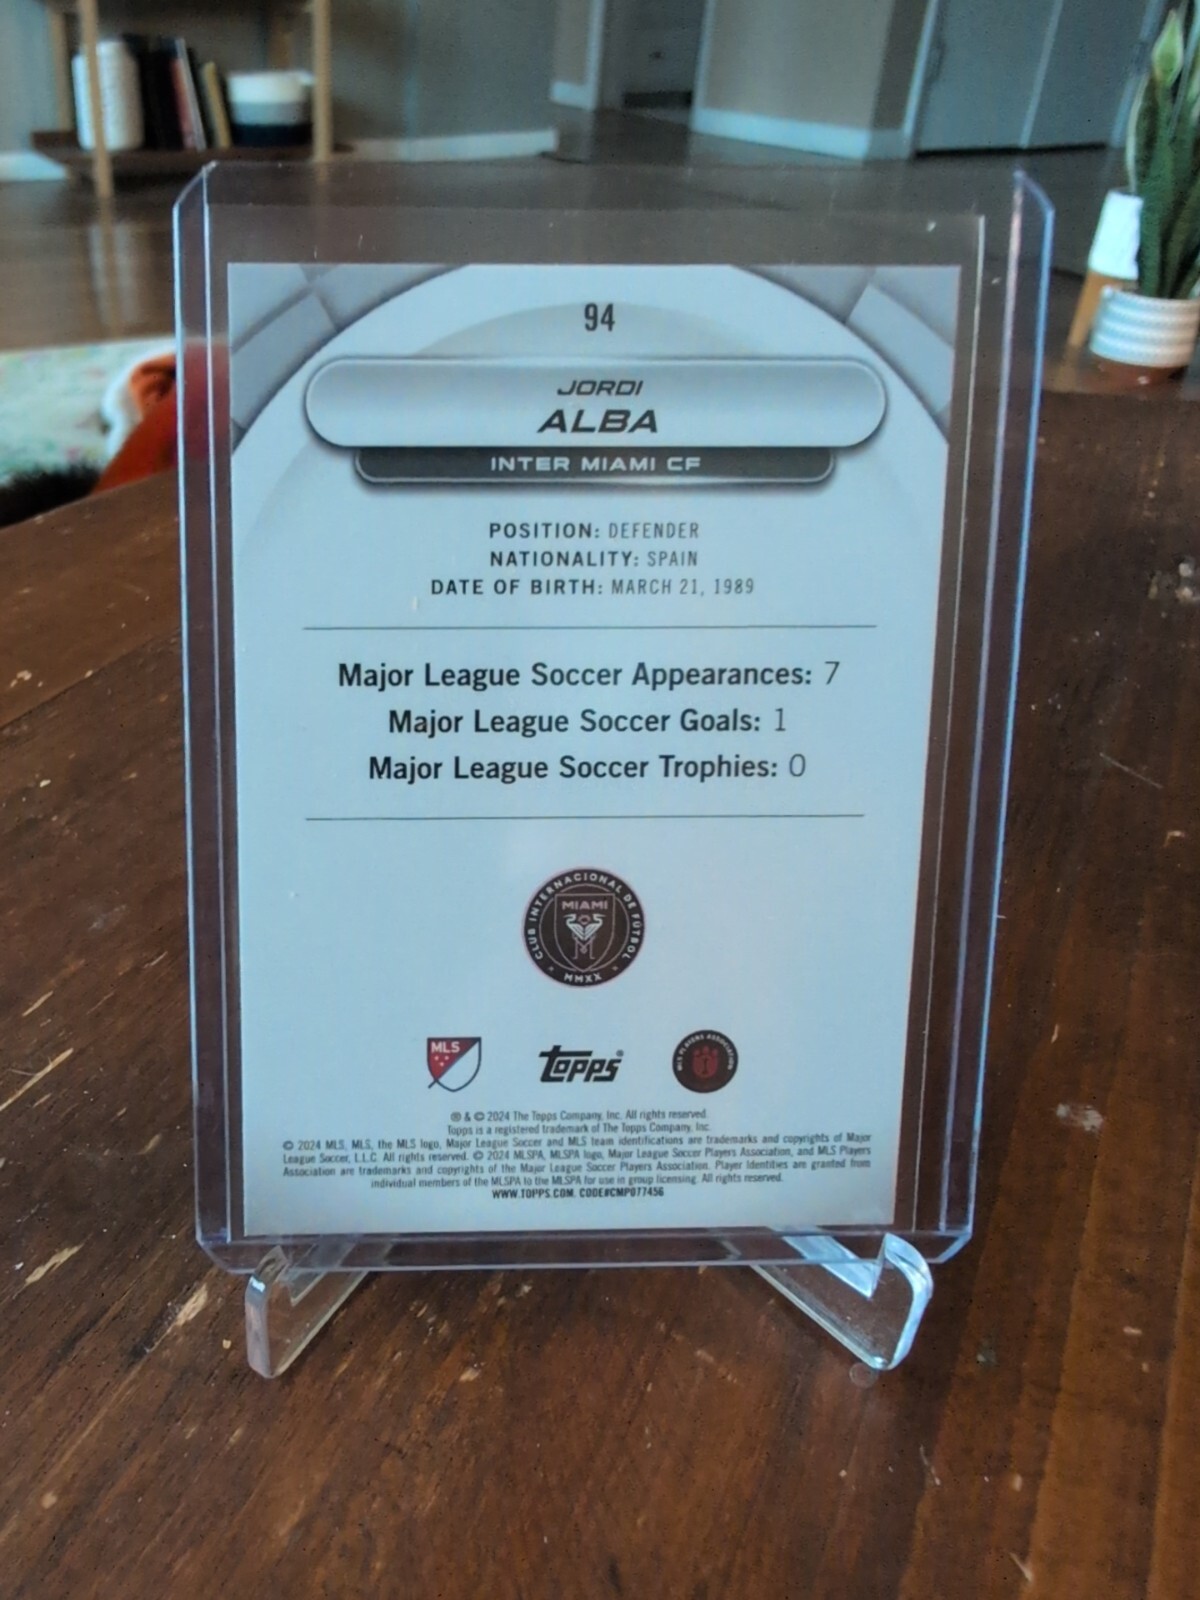 94
JORDI
ALBA
INTER MIAMI CF
POSITION: DEFENDER
NATIONALITY: SPAIN
DATE OF BIRTH: MARCH 21, 1989
Major League Soccer Appearances: 7
Major League Soccer Goals: 1
Major League Soccer Trophies: 0
CLUB INTERNACIONAL DE FÚTBOL
MIAMI
MMXX
MLS
Topps®
MLS PLAYERS ASSOCIATION
® & © 2024 The Topps Company, Inc. All rights reserved.
Topps is a registered trademark of The Topps Company, Inc.
© 2024 MLS. MLS, the MLS logo, Major League Soccer and MLS team identifications are trademarks and copyrights of Major
League Soccer, L.L.C. All rights reserved. © 2024 MLSPA, MLSPA logo, Major League Soccer Players Association, and MLS Players
Association are trademarks and copyrights of the Major League Soccer Players Association. Player Identities are granted from
individual members of the MLSPA to the MLSPA for use in group licensing. All rights reserved.
WWW.TOPPS.COM. CODE#CMP077456